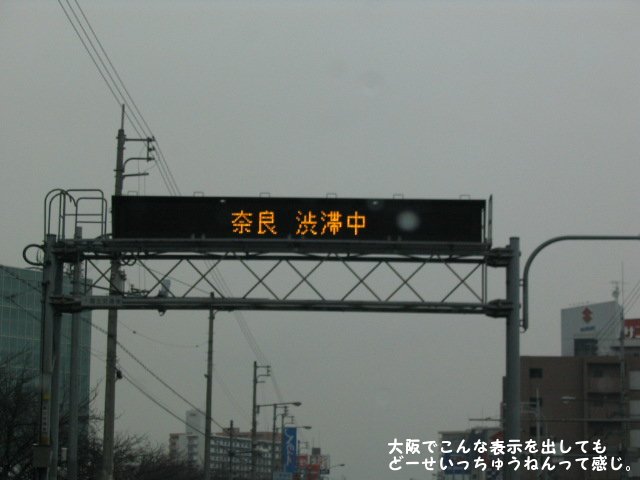 奈良 渋滞中
大阪でこんな表示を出しても
どーせいっちゅうねんって感じ。